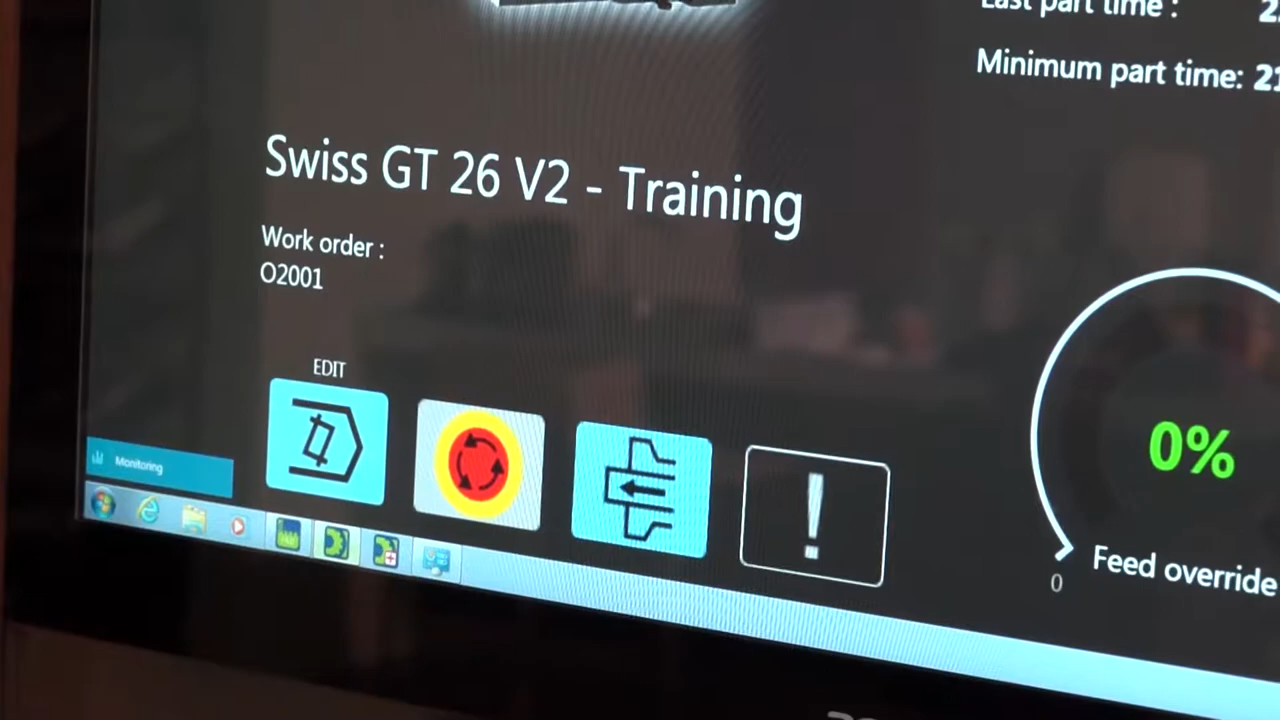 Last part time :
Minimum part time:
Swiss GT 26 V2 - Training
Work order :
O2001
EDIT
!
0%
Monitoring
Feed override
0